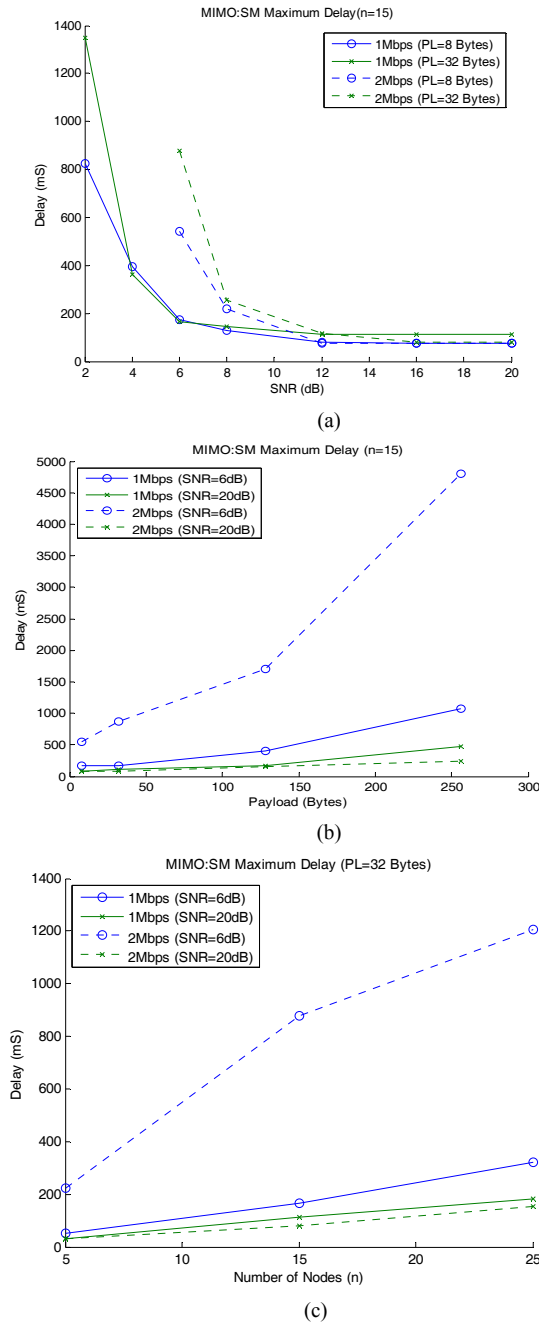 MIMO:SM Maximum Delay(n=15)
1Mbps (PL=8 Bytes)
1Mbps (PL=32 Bytes)
2Mbps (PL=8 Bytes)
2Mbps (PL=32 Bytes)
1400
1200
1000
800
600
400
200
0
Delay (mS)
2 4 6 8 10 12 14 16 18 20
SNR (dB)
(a)
MIMO:SM Maximum Delay (n=15)
1Mbps (SNR=6dB)
1Mbps (SNR=20dB)
2Mbps (SNR=6dB)
2Mbps (SNR=20dB)
5000
4500
4000
3500
3000
2500
2000
1500
1000
500
0
Delay (mS)
0 50 100 150 200 250 300
Payload (Bytes)
(b)
MIMO:SM Maximum Delay (PL=32 Bytes)
1Mbps (SNR=6dB)
1Mbps (SNR=20dB)
2Mbps (SNR=6dB)
2Mbps (SNR=20dB)
1400
1200
1000
800
600
400
200
0
Delay (mS)
5 10 15 20 25
Number of Nodes (n)
(c)